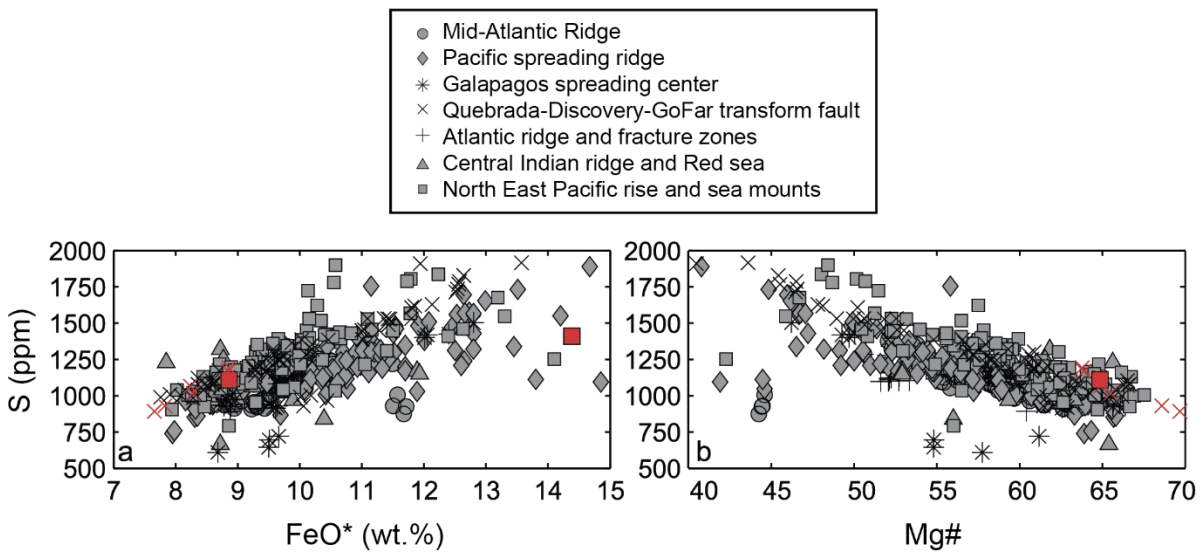 Mid-Atlantic Ridge
Pacific spreading ridge
Galapagos spreading center
Quebrada-Discovery-GoFar transform fault
Atlantic ridge and fracture zones
Central Indian ridge and Red sea
North East Pacific rise and sea mounts
2000
1750
1500
1250
1000
750
500
S (ppm)
a
7 8 9 10 11 12 13 14 15
FeO* (wt.%)
2000
1750
1500
1250
1000
750
500
b
40 45 50 55 60 65 70
Mg#